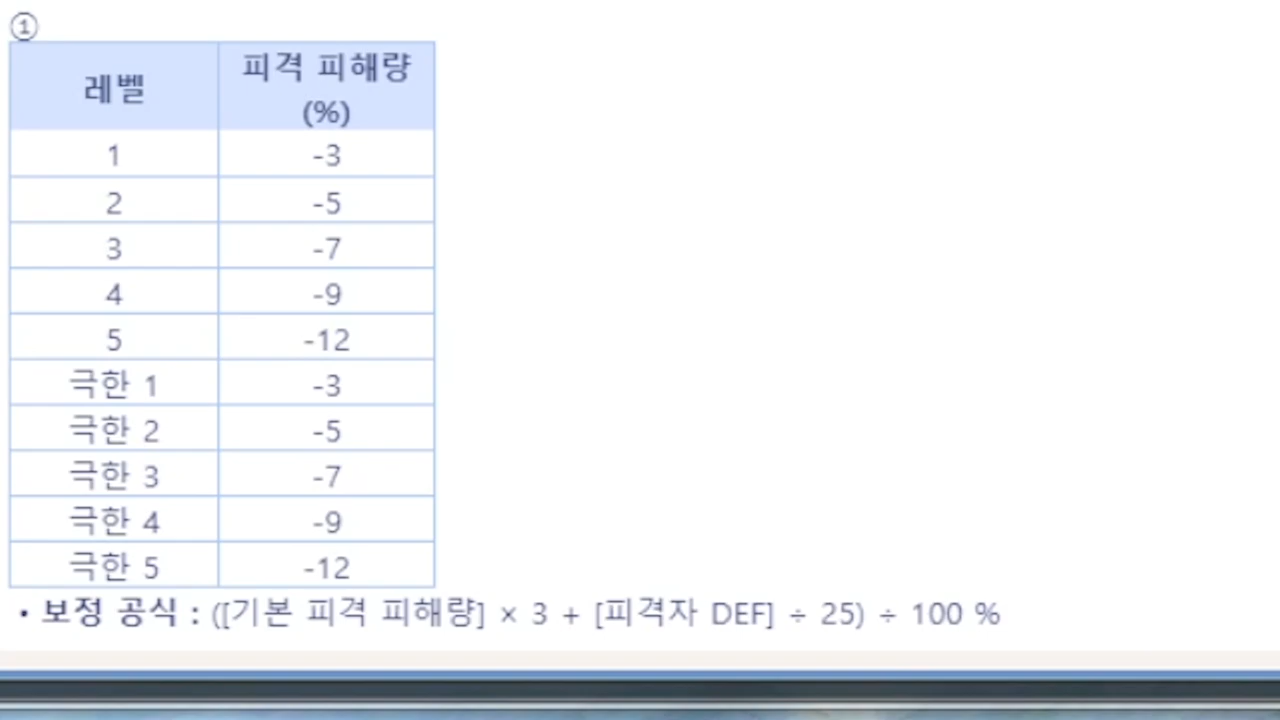 ①
레벨 피격 피해량 (%)
1 -3
2 -5
3 -7
4 -9
5 -12
극한 1 -3
극한 2 -5
극한 3 -7
극한 4 -9
극한 5 -12
• 보정 공식 : ([기본 피격 피해량] × 3 + [피격자 DEF] ÷ 25) ÷ 100 %